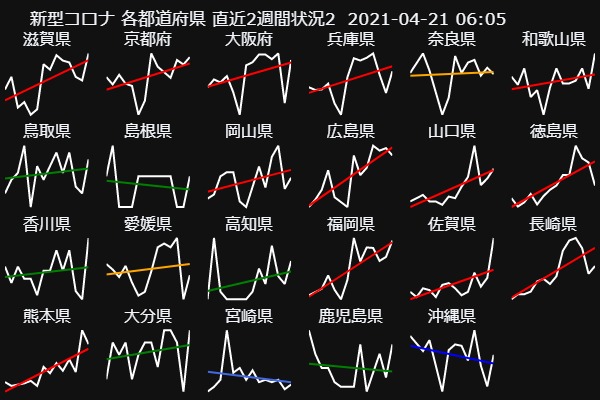 新型コロナ 各都道府県 直近2週間状況2 2021-04-21 06:05
滋賀県 京都府 大阪府 兵庫県 奈良県 和歌山県
鳥取県 島根県 岡山県 広島県 山口県 徳島県
香川県 愛媛県 高知県 福岡県 佐賀県 長崎県
熊本県 大分県 宮崎県 鹿児島県 沖縄県